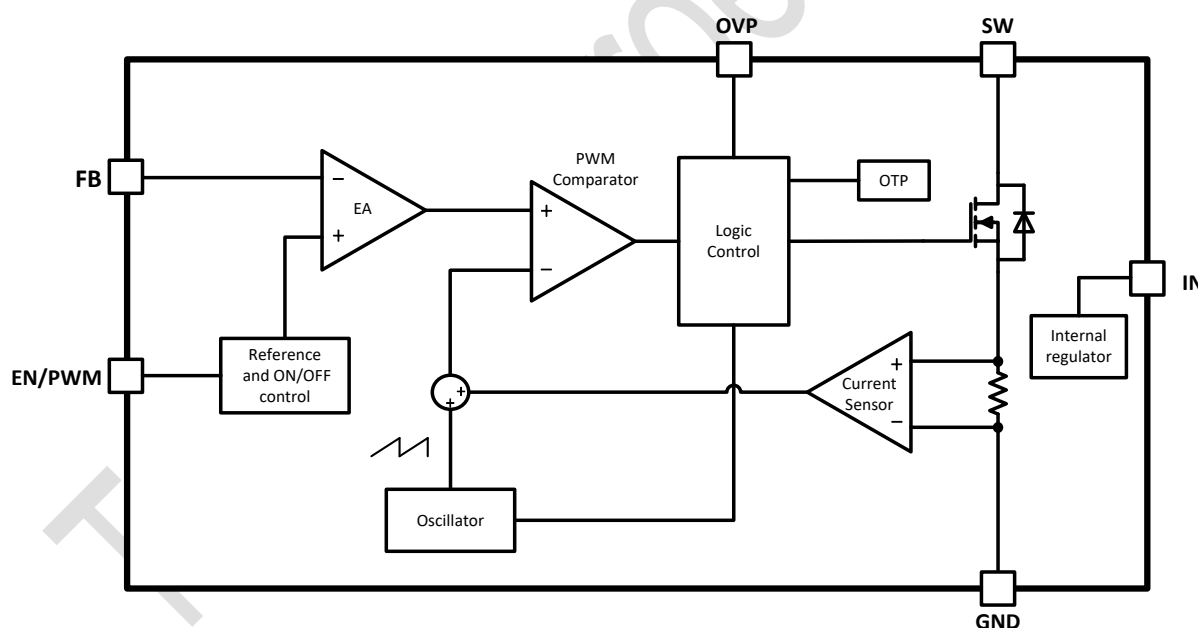 OVP
SW
FB
PWM
Comparator
−
EA
+
+
−
OTP
Logic
Control
IN
Internal
regulator
EN/PWM
Reference
and ON/OFF
control
+
+
+
Current
Sensor
−
Oscillator
GND